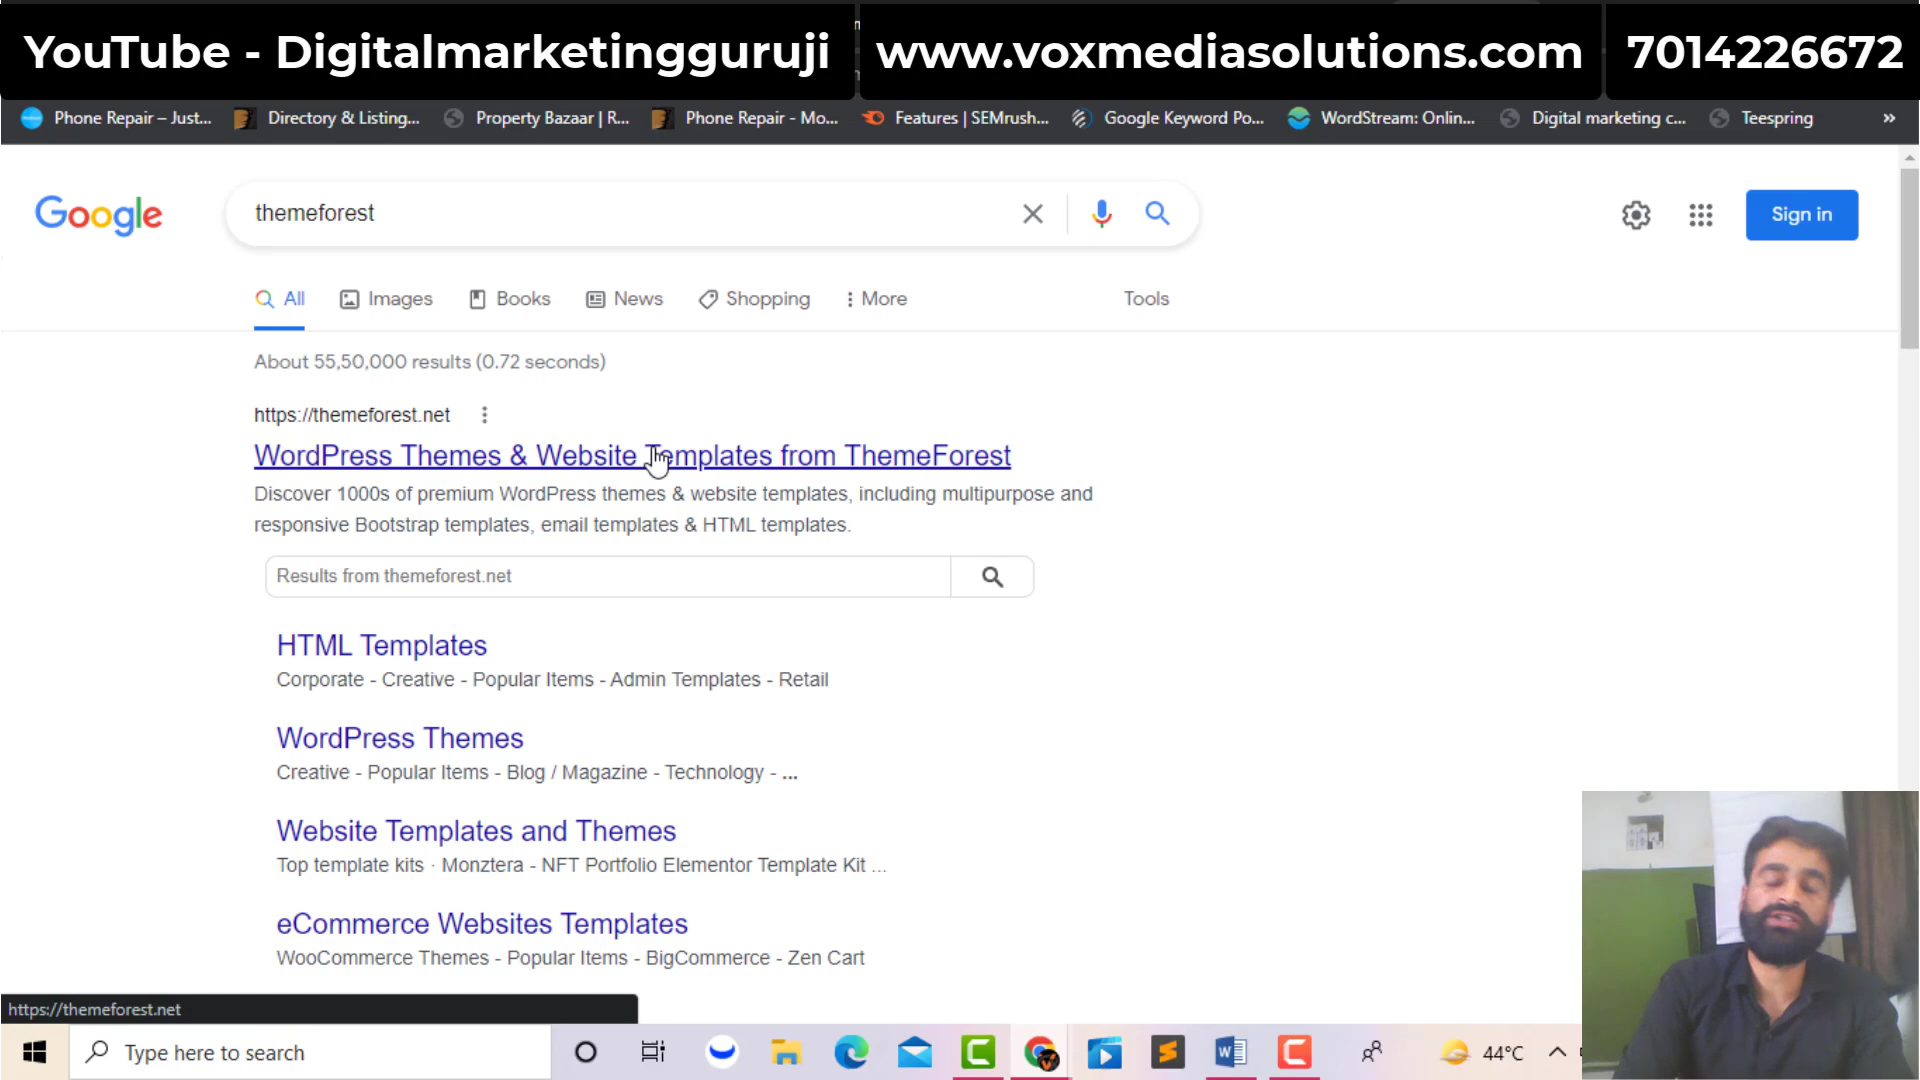 YouTube - Digitalmarketingguruji
www.voxmediasolutions.com
7014226672
Phone Repair – Just...
Directory & Listing...
Property Bazaar | R...
Phone Repair - Mo...
Features | SEMrush...
Google Keyword Po...
WordStream: Onlin...
Digital marketing c...
Teespring
»
Google
themeforest
Sign in
All
Images
Books
News
Shopping
More
Tools
About 55,50,000 results (0.72 seconds)
https://themeforest.net
WordPress Themes & Website Templates from ThemeForest
Discover 1000s of premium WordPress themes & website templates, including multipurpose and
responsive Bootstrap templates, email templates & HTML templates.
Results from themeforest.net
HTML Templates
Corporate - Creative - Popular Items - Admin Templates - Retail
WordPress Themes
Creative - Popular Items - Blog / Magazine - Technology - ...
Website Templates and Themes
Top template kits · Monztera - NFT Portfolio Elementor Template Kit ...
eCommerce Websites Templates
WooCommerce Themes - Popular Items - BigCommerce - Zen Cart
https://themeforest.net
Type here to search
44°C